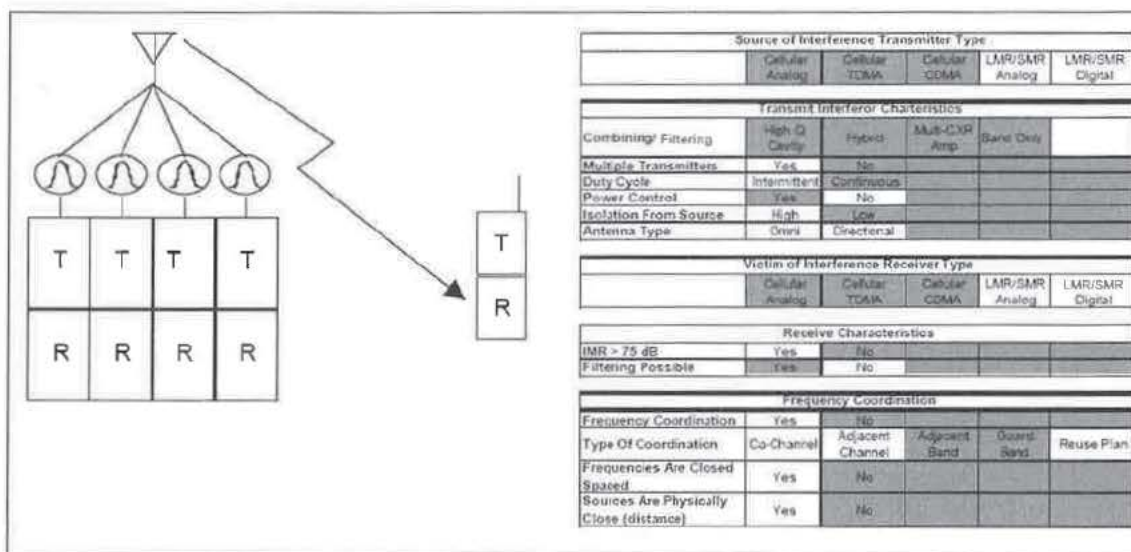 T T T T
R R R R
T
R
Source of Interference Transmitter Type
Cellular Analog Cellular TDMA Cellular CDMA LMR/SMR Analog LMR/SMR Digital
Transmit Interferor Charteristics
Combining/ Filtering High Q Cavity Hybrid Multi-CXR Amp Band Only
Multiple Transmitters Yes No
Duty Cycle Intermittent Continuous
Power Control Yes No
Isolation From Source High Low
Antenna Type Omni Directional
Victim of Interference Receiver Type
Cellular Analog Cellular TDMA Cellular CDMA LMR/SMR Analog LMR/SMR Digital
Receive Characteristics
IMR > 75 dB Yes No
Filtering Possible Yes No
Frequency Coordination
Frequency Coordination Yes No
Type Of Coordination Co-Channel Adjacent Channel Adjacent Band Guard Band Reuse Plan
Frequencies Are Closed Spaced Yes No
Sources Are Physically Close (distance) Yes No